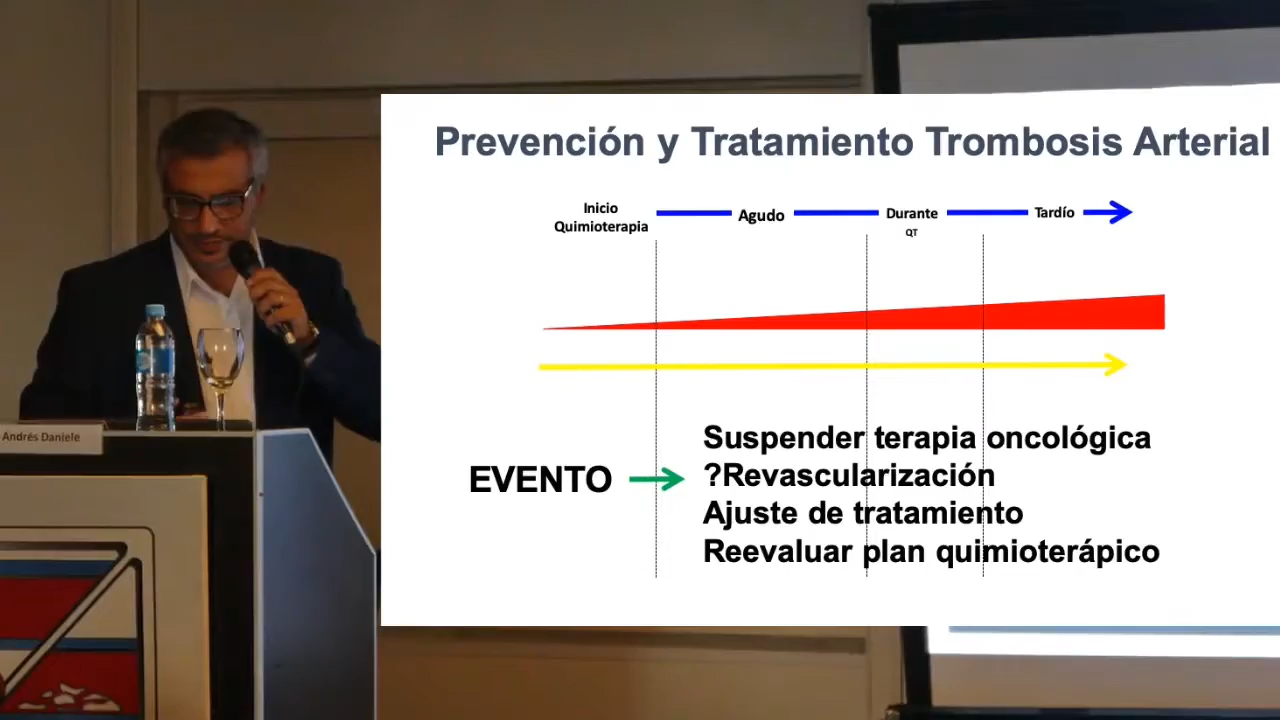 Prevención y Tratamiento Trombosis Arterial
Inicio
Quimioterapia
Agudo
Durante
QT
Tardío
EVENTO
Suspender terapia oncológica
?Revascularización
Ajuste de tratamiento
Reevaluar plan quimioterápico
Andrés Daniele